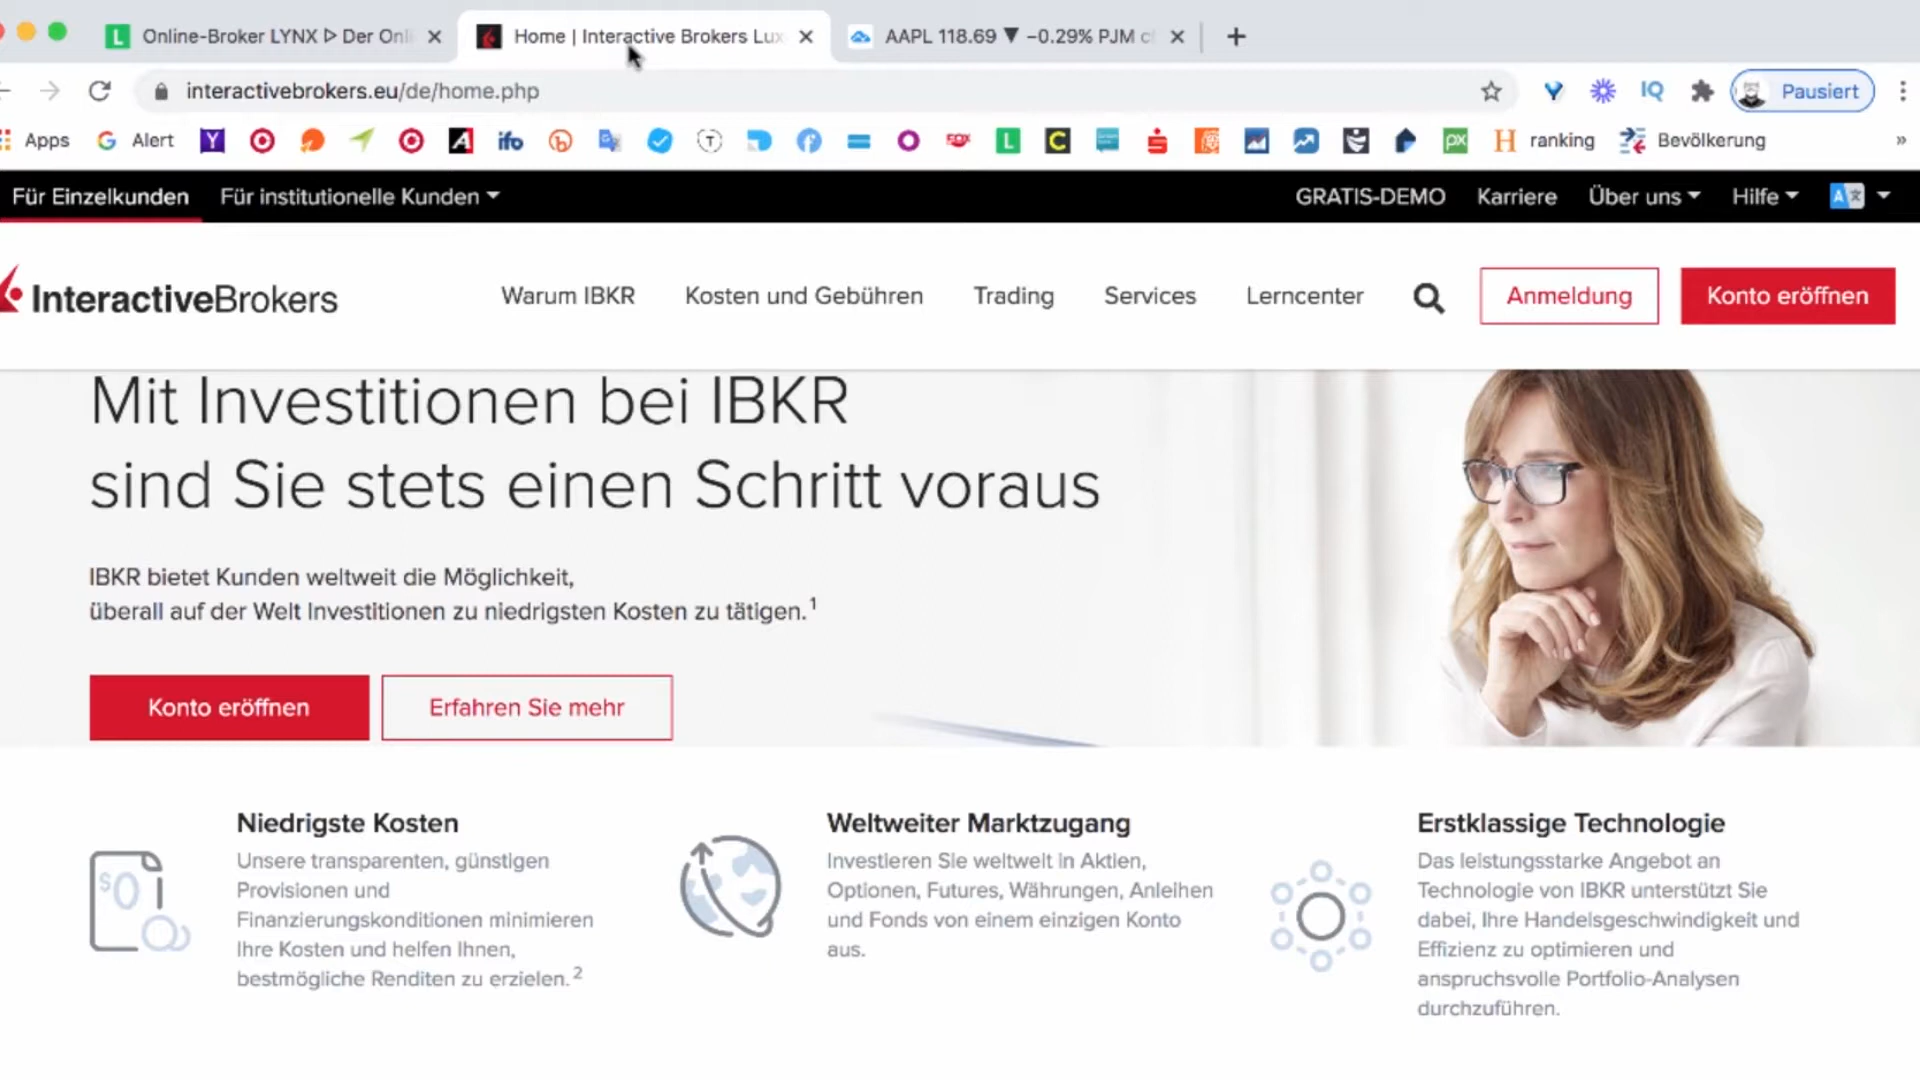 Online-Broker LYNX ᐅ Der Onl
Home | Interactive Brokers Lux
AAPL 118.69 ▼ −0.29% PJM c
interactivebrokers.eu/de/home.php
IQ
Pausiert
Apps
Alert
ifo
ranking
Bevölkerung
Für Einzelkunden
Für institutionelle Kunden
GRATIS-DEMO
Karriere
Über uns
Hilfe
InteractiveBrokers
Warum IBKR
Kosten und Gebühren
Trading
Services
Lerncenter
Anmeldung
Konto eröffnen
Mit Investitionen bei IBKR
sind Sie stets einen Schritt voraus
IBKR bietet Kunden weltweit die Möglichkeit,
überall auf der Welt Investitionen zu niedrigsten Kosten zu tätigen.¹
Konto eröffnen
Erfahren Sie mehr
Niedrigste Kosten
Unsere transparenten, günstigen
Provisionen und
Finanzierungskonditionen minimieren
Ihre Kosten und helfen Ihnen,
bestmögliche Renditen zu erzielen.²
Weltweiter Marktzugang
Investieren Sie weltweit in Aktien,
Optionen, Futures, Währungen, Anleihen
und Fonds von einem einzigen Konto
aus.
Erstklassige Technologie
Das leistungsstarke Angebot an
Technologie von IBKR unterstützt Sie
dabei, Ihre Handelsgeschwindigkeit und
Effizienz zu optimieren und
anspruchsvolle Portfolio-Analysen
durchzuführen.